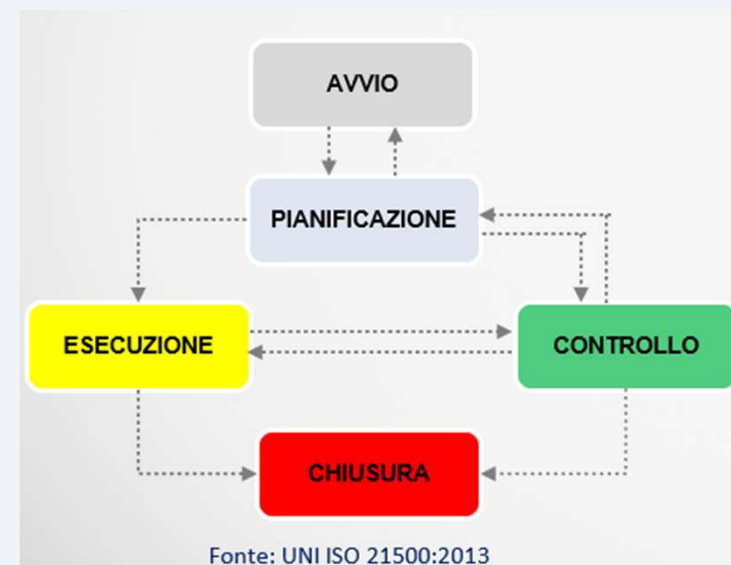 AVVIO
PIANIFICAZIONE
ESECUZIONE
CONTROLLO
CHIUSURA
Fonte: UNI ISO 21500:2013